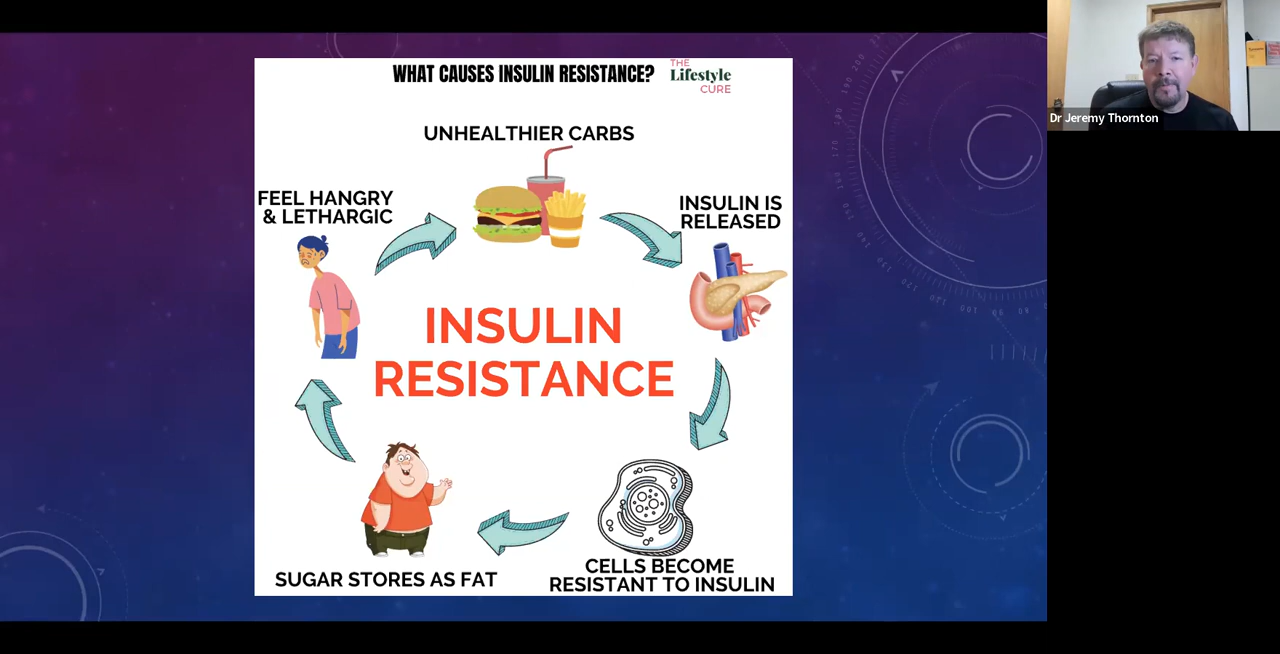 WHAT CAUSES INSULIN RESISTANCE?
THE
Lifestyle
CURE
UNHEALTHIER CARBS
FEEL HANGRY
& LETHARGIC
INSULIN IS
RELEASED
INSULIN
RESISTANCE
SUGAR STORES AS FAT
CELLS BECOME
RESISTANT TO INSULIN
Dr Jeremy Thornton